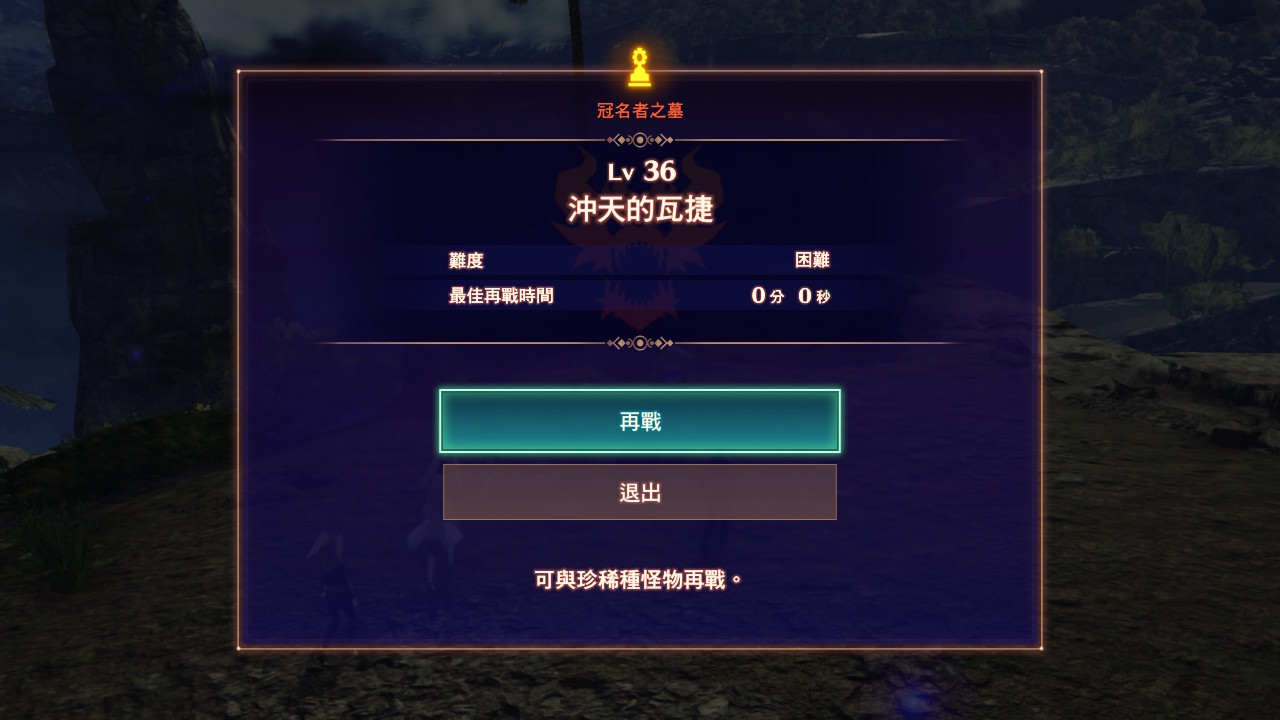 冠名者之墓
Lv 36
沖天的瓦捷
難度 困難
最佳再戰時間 0分 0秒
再戰
退出
可與珍稀種怪物再戰。